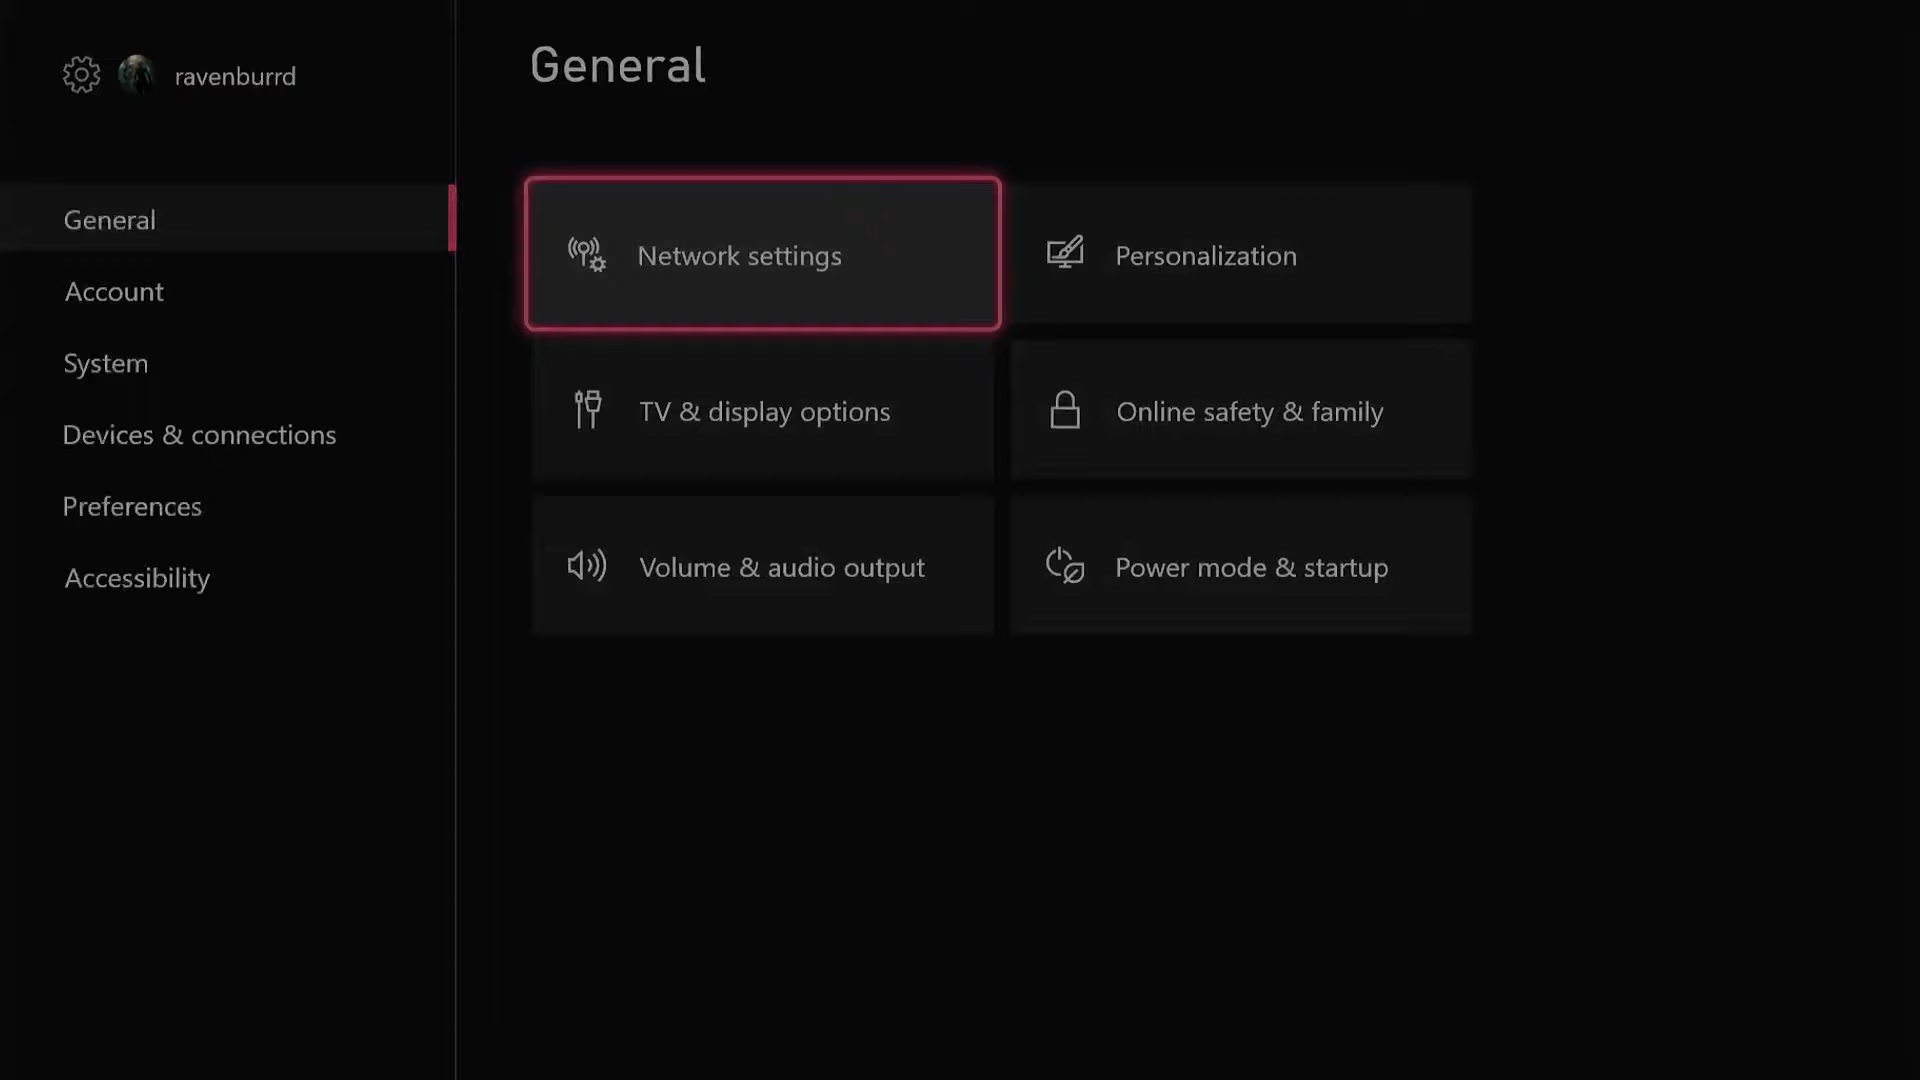 ravenburrd
General
Account
System
Devices & connections
Preferences
Accessibility
General
Network settings
Personalization
TV & display options
Online safety & family
Volume & audio output
Power mode & startup